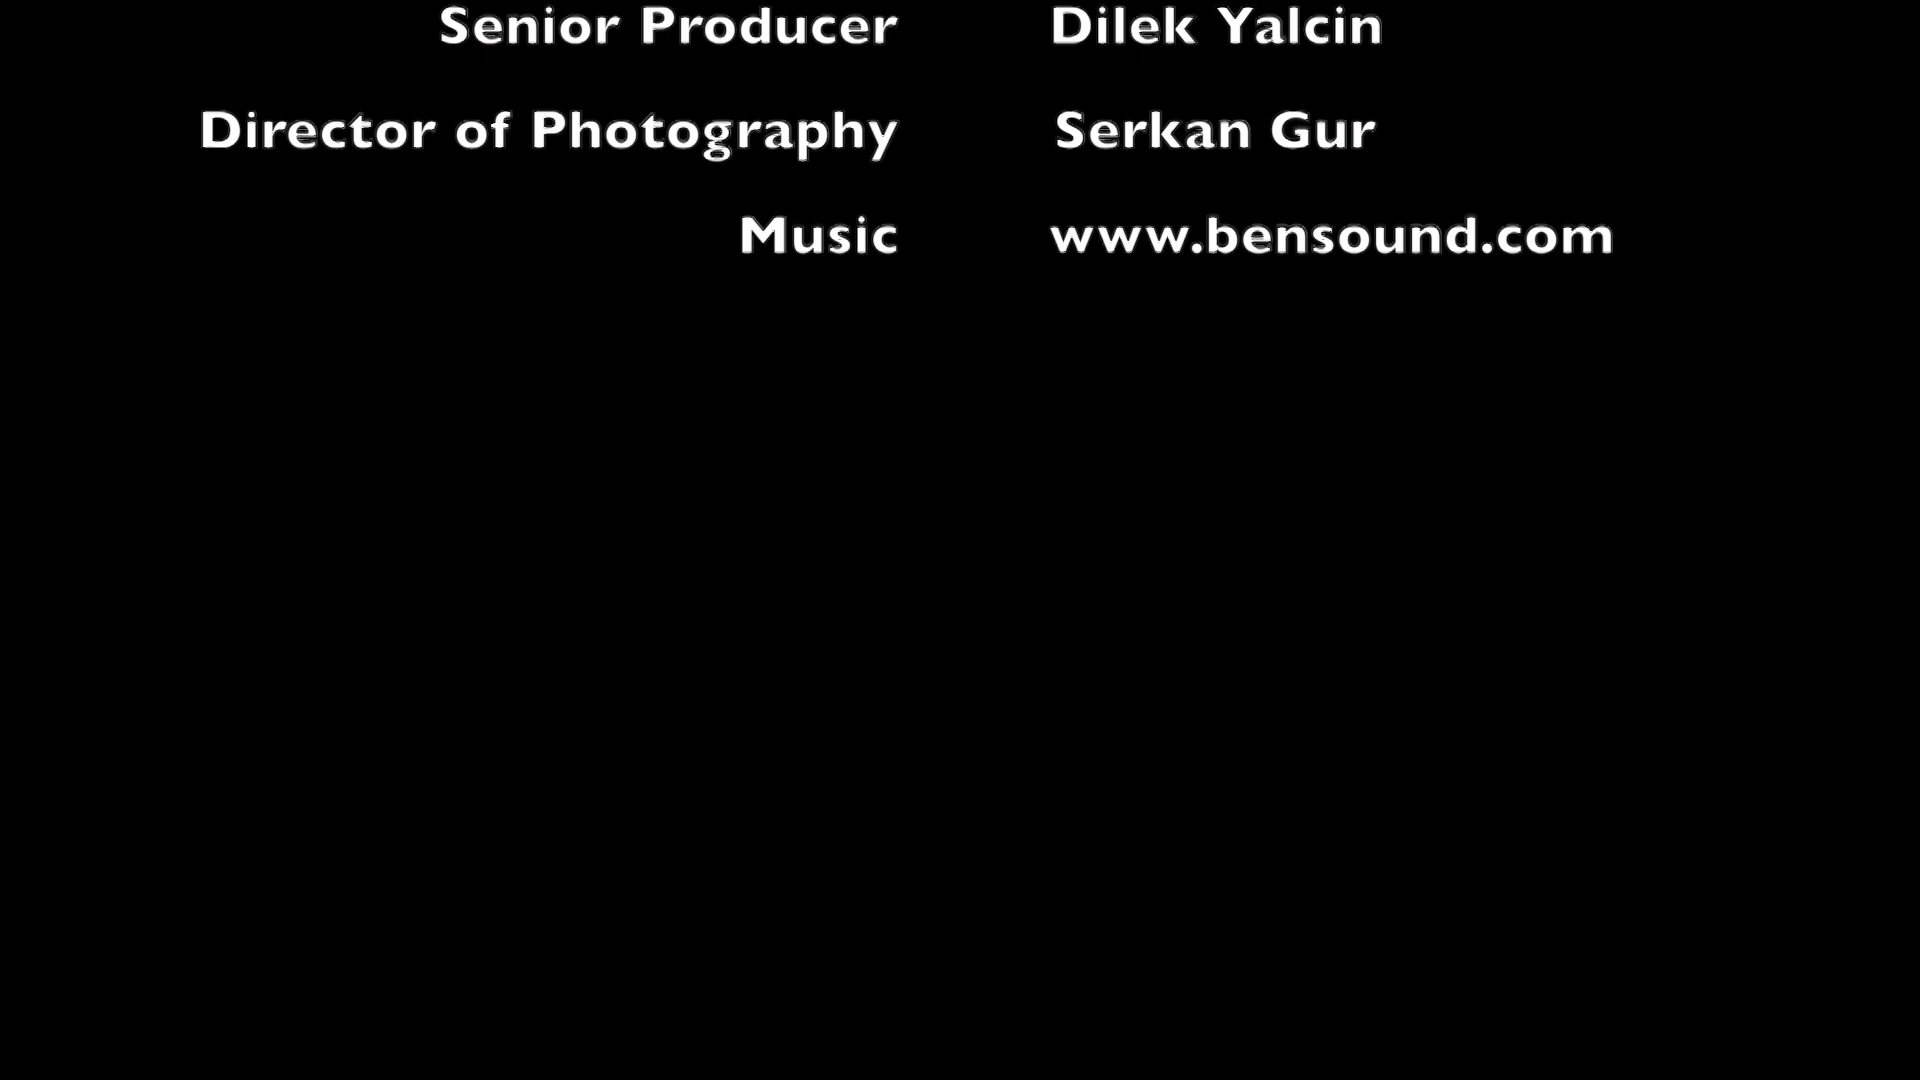 Senior Producer Dilek Yalcin
Director of Photography Serkan Gur
Music www.bensound.com